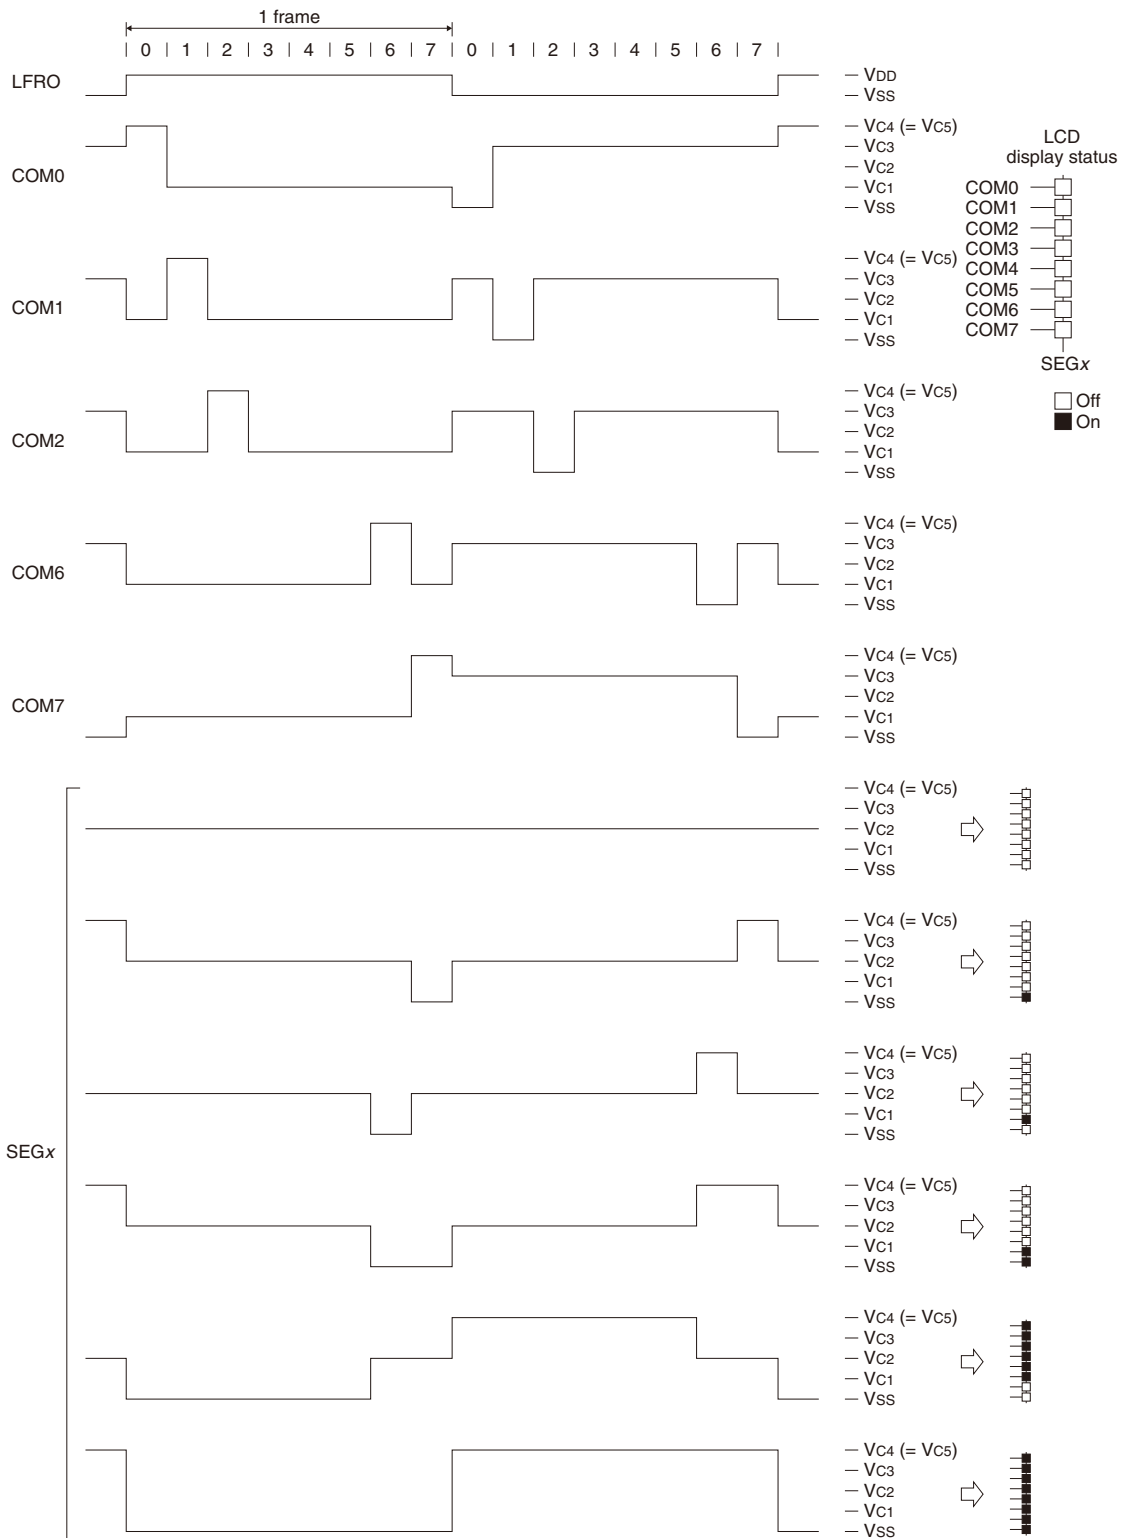 1 frame
0 1 2 3 4 5 6 7 0 1 2 3 4 5 6 7
LFRO
VDD
VSS
COM0
VC4 (= VC5)
VC3
VC2
VC1
VSS
LCD
display status
COM0
COM1
COM2
COM3
COM4
COM5
COM6
COM7
SEGx
Off
On
COM1
VC4 (= VC5)
VC3
VC2
VC1
VSS
COM2
VC4 (= VC5)
VC3
VC2
VC1
VSS
COM6
VC4 (= VC5)
VC3
VC2
VC1
VSS
COM7
VC4 (= VC5)
VC3
VC2
VC1
VSS
SEGx
VC4 (= VC5)
VC3
VC2
VC1
VSS
VC4 (= VC5)
VC3
VC2
VC1
VSS
VC4 (= VC5)
VC3
VC2
VC1
VSS
VC4 (= VC5)
VC3
VC2
VC1
VSS
VC4 (= VC5)
VC3
VC2
VC1
VSS
VC4 (= VC5)
VC3
VC2
VC1
VSS